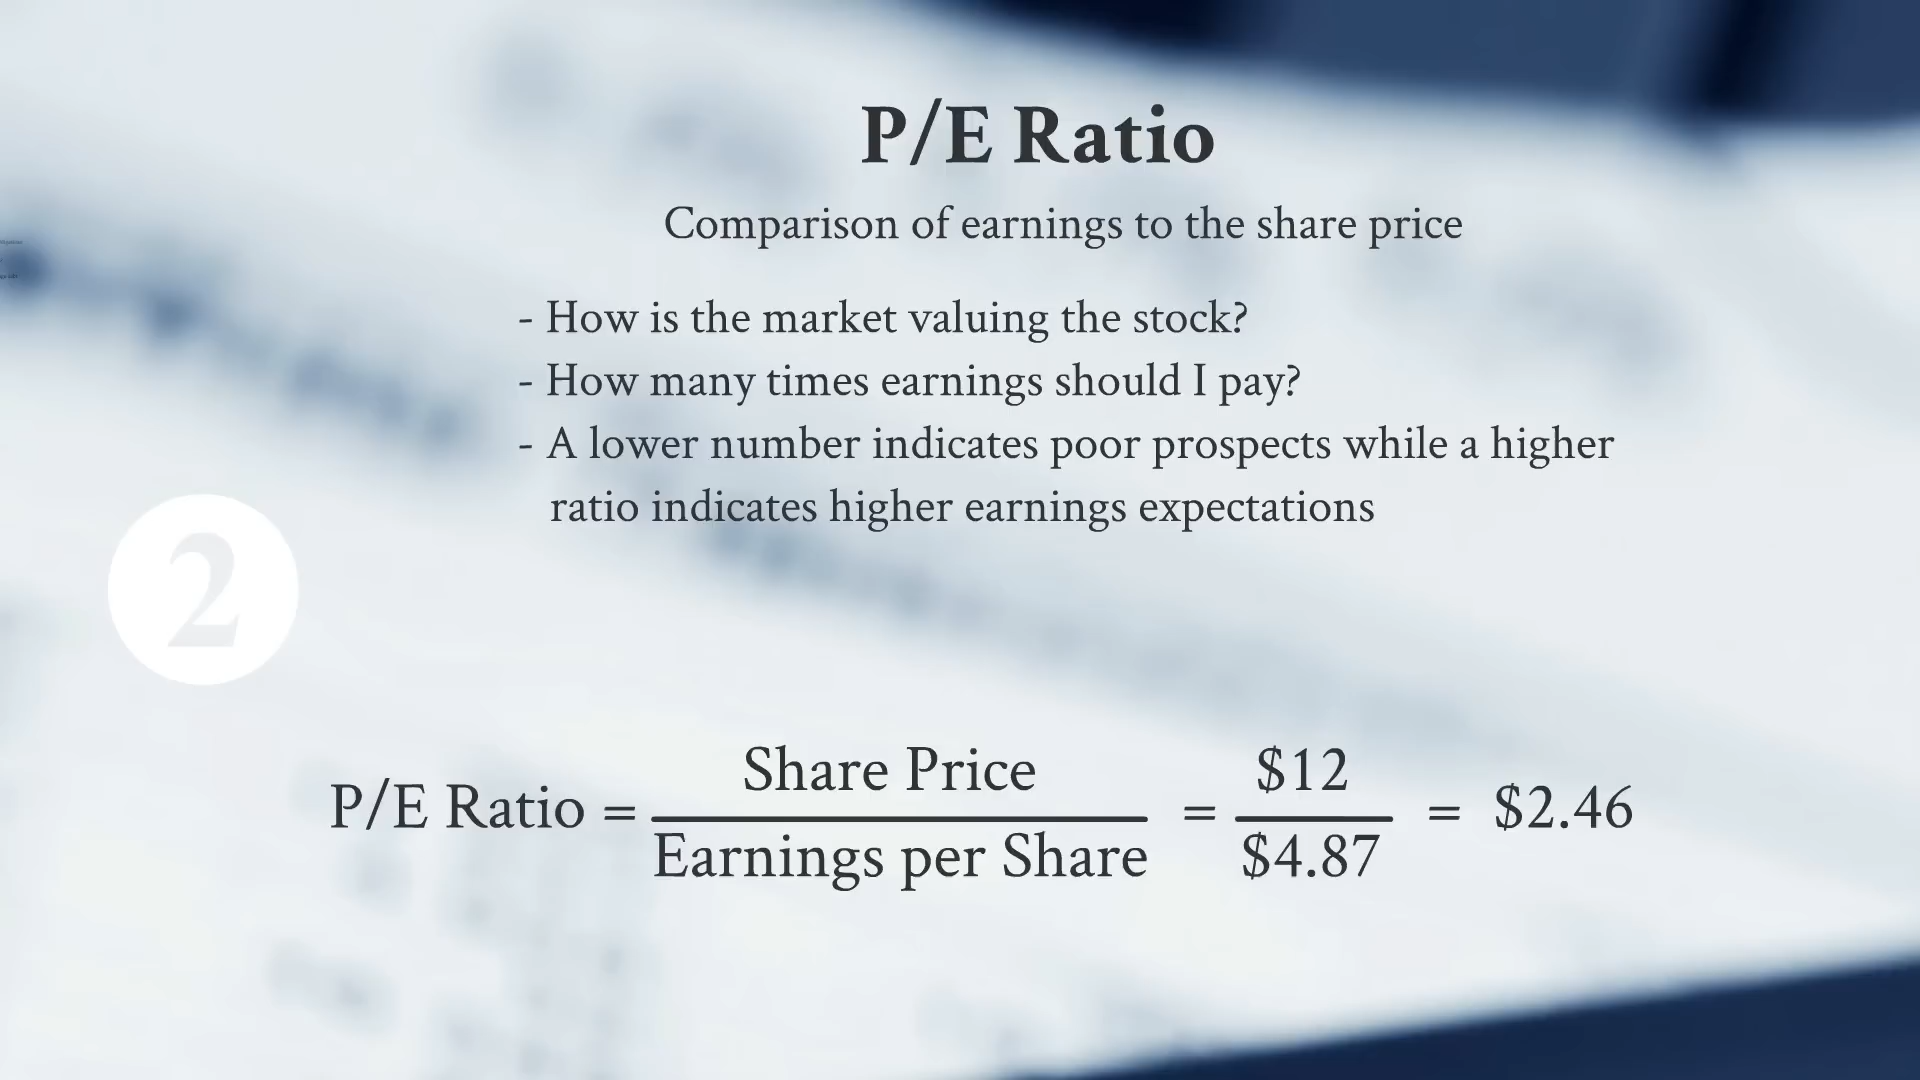 P/E Ratio
Comparison of earnings to the share price
- How is the market valuing the stock?
- How many times earnings should I pay?
- A lower number indicates poor prospects while a higher
ratio indicates higher earnings expectations
2
P/E Ratio = Share Price / Earnings per Share = $12 / $4.87 = $2.46